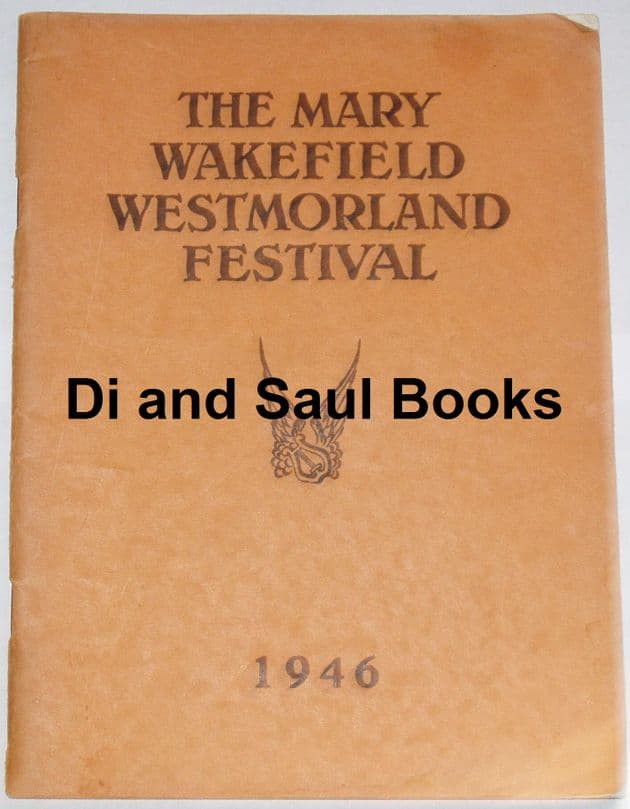 THE MARY
WAKEFIELD
WESTMORLAND
FESTIVAL
Di and Saul Books
1946